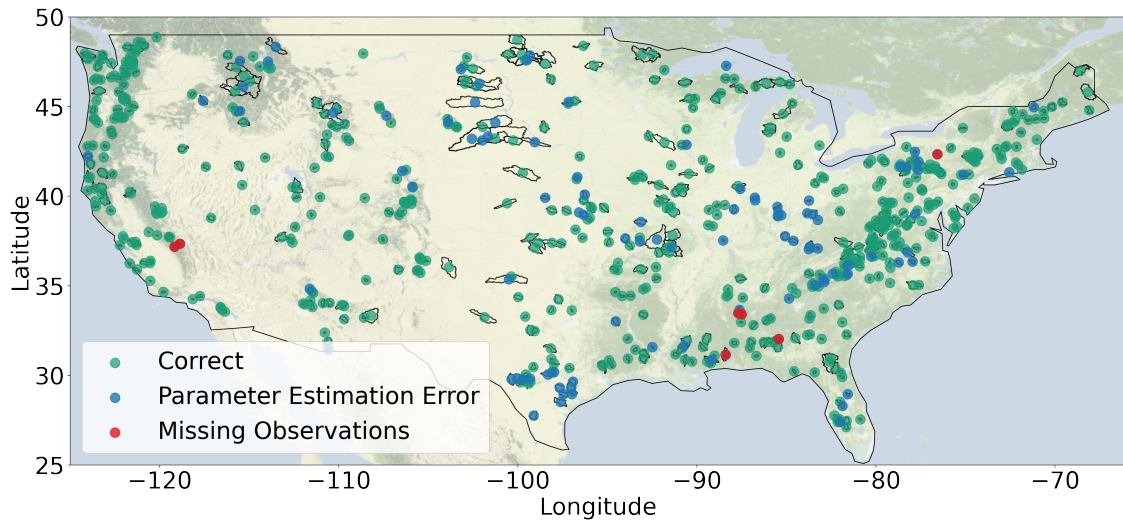 50
45
40
35
30
25
Latitude
Correct
Parameter Estimation Error
Missing Observations
−120
−110
−100
−90
−80
−70
Longitude